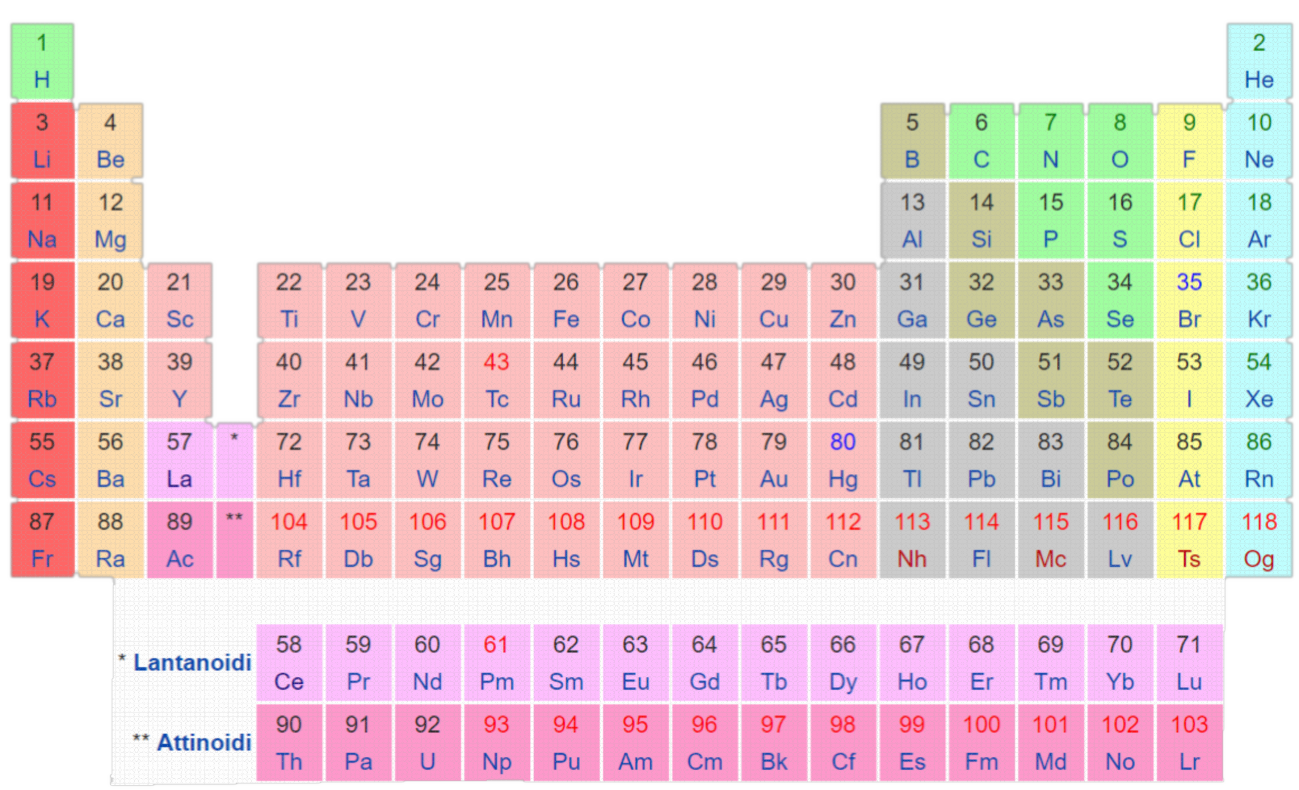 1 2
H He
3 4 5 6 7 8 9 10
Li Be B C N O F Ne
11 12 13 14 15 16 17 18
Na Mg Al Si P S Cl Ar
19 20 21 22 23 24 25 26 27 28 29 30 31 32 33 34 35 36
K Ca Sc Ti V Cr Mn Fe Co Ni Cu Zn Ga Ge As Se Br Kr
37 38 39 40 41 42 43 44 45 46 47 48 49 50 51 52 53 54
Rb Sr Y Zr Nb Mo Tc Ru Rh Pd Ag Cd In Sn Sb Te I Xe
55 56 57 * 72 73 74 75 76 77 78 79 80 81 82 83 84 85 86
Cs Ba La Hf Ta W Re Os Ir Pt Au Hg Tl Pb Bi Po At Rn
87 88 89 ** 104 105 106 107 108 109 110 111 112 113 114 115 116 117 118
Fr Ra Ac Rf Db Sg Bh Hs Mt Ds Rg Cn Nh Fl Mc Lv Ts Og
58 59 60 61 62 63 64 65 66 67 68 69 70 71
* Lantanoidi
Ce Pr Nd Pm Sm Eu Gd Tb Dy Ho Er Tm Yb Lu
90 91 92 93 94 95 96 97 98 99 100 101 102 103
** Attinoidi
Th Pa U Np Pu Am Cm Bk Cf Es Fm Md No Lr